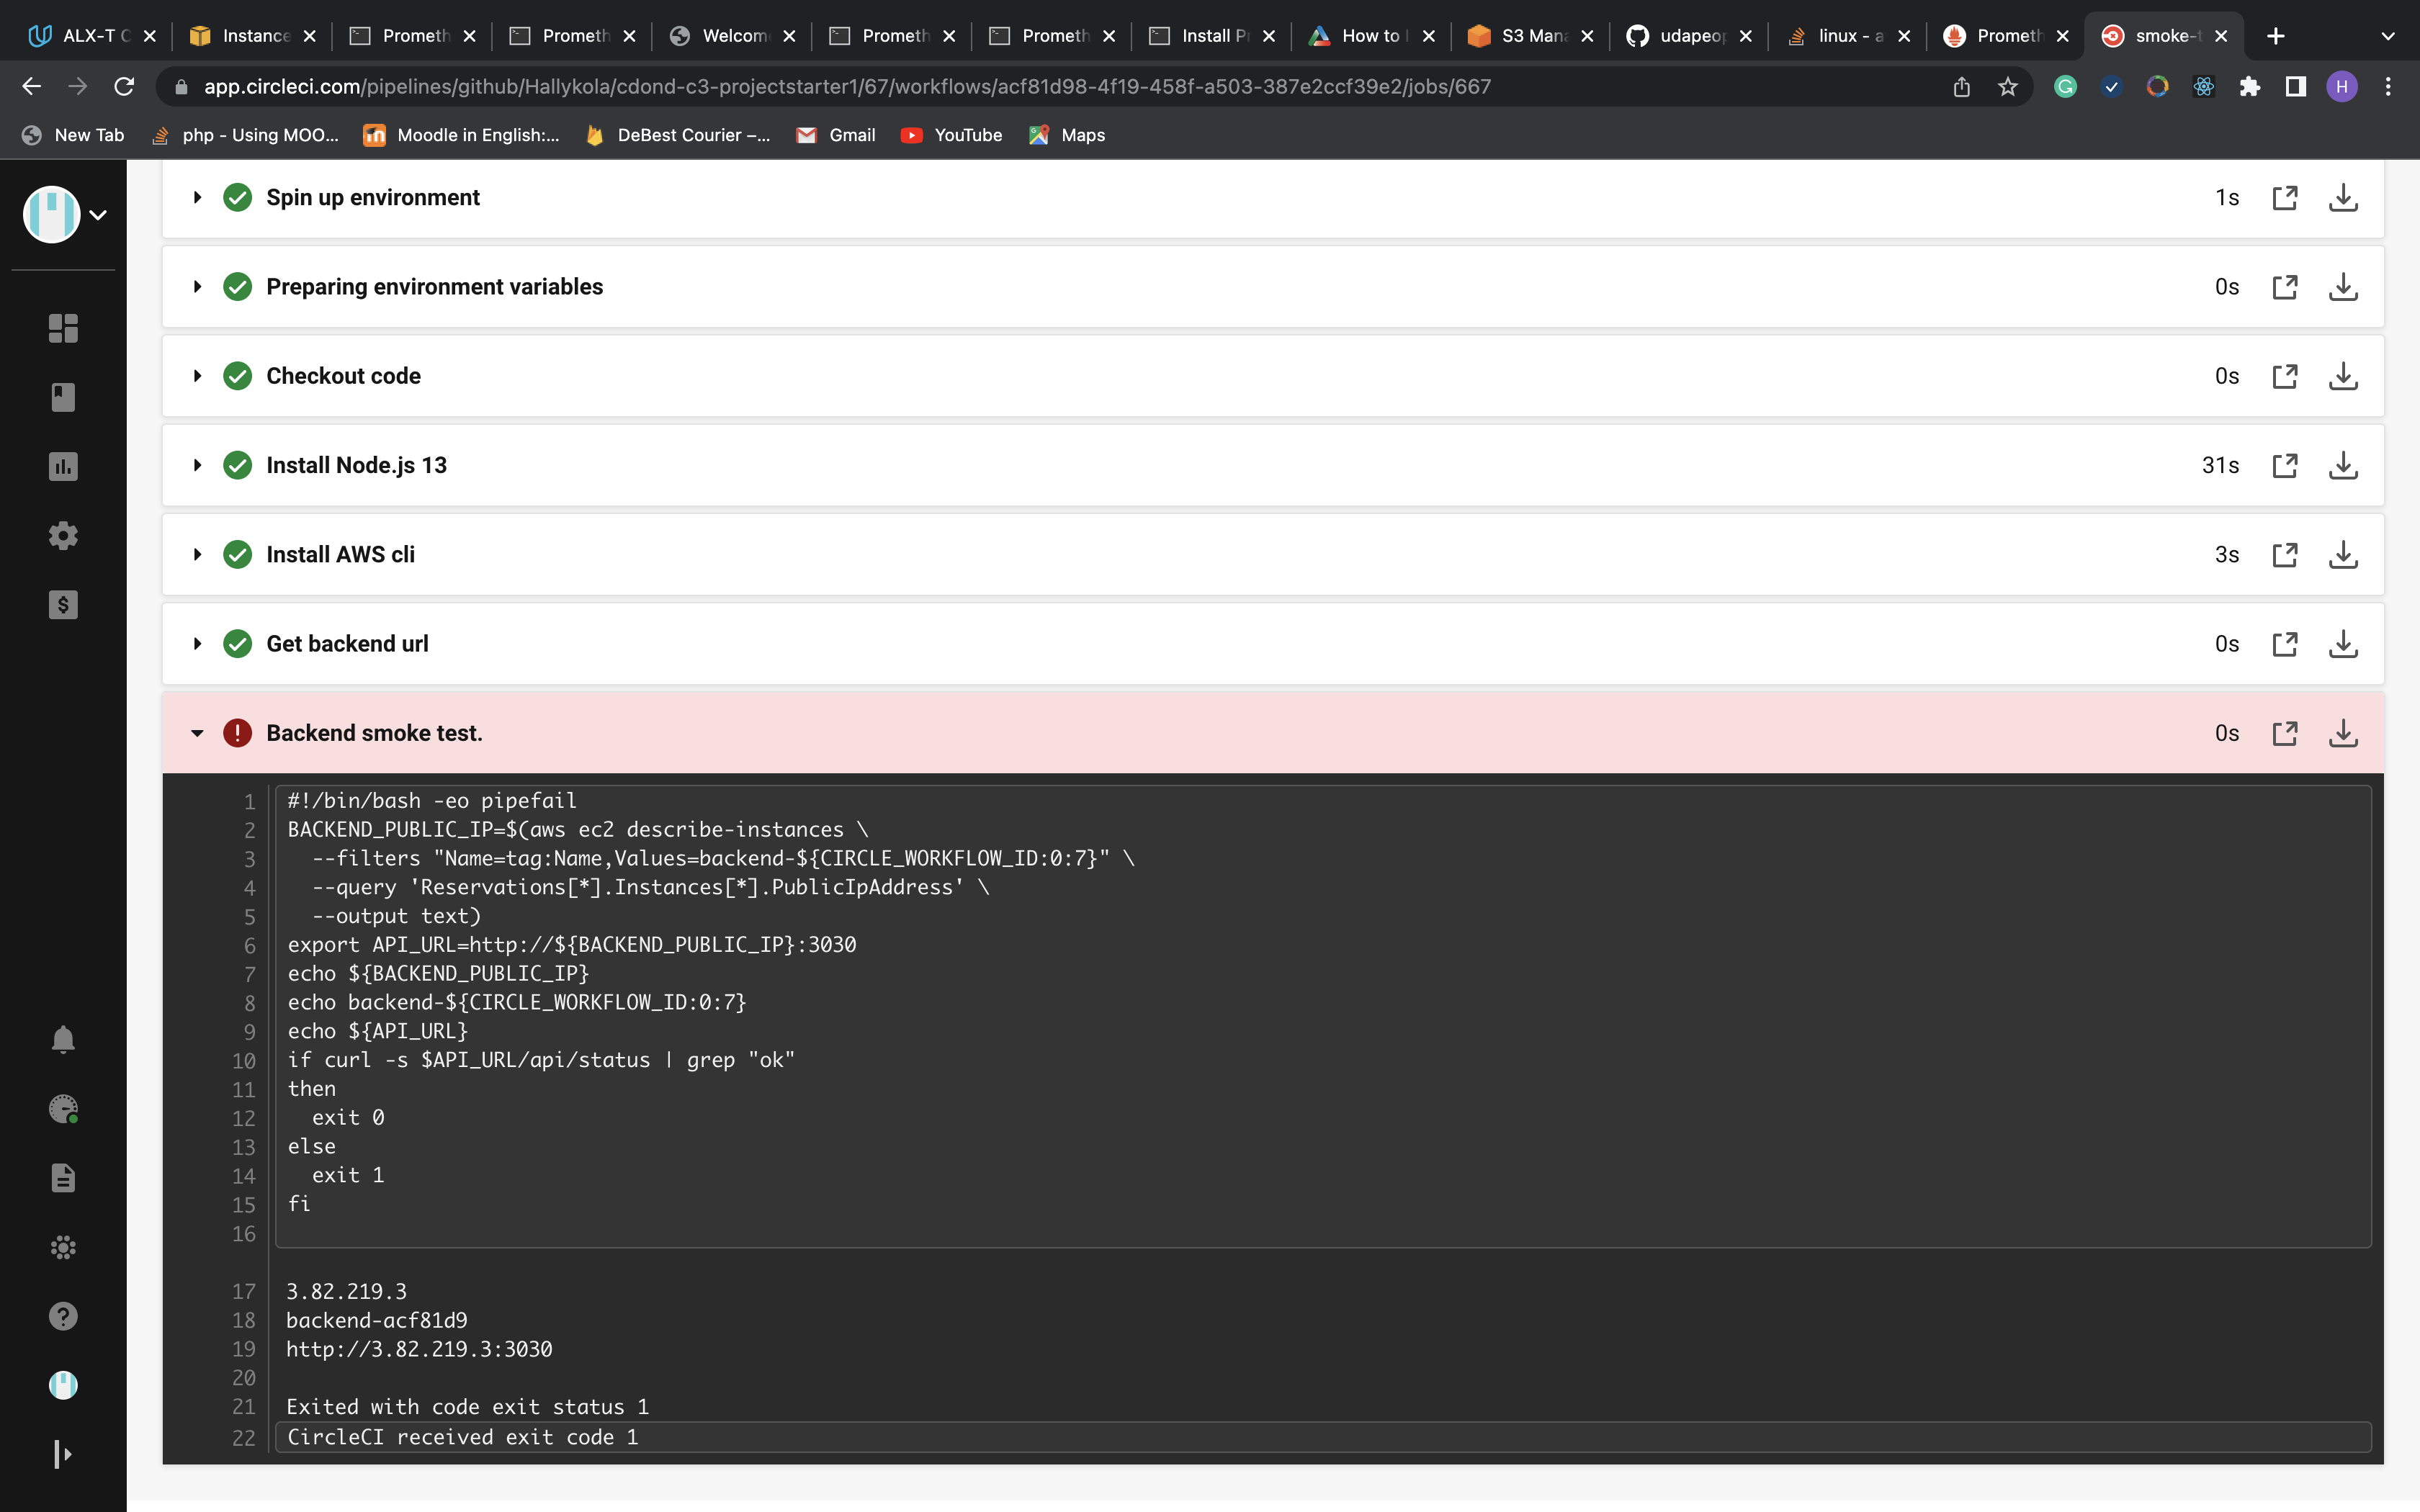 ALX-T C
Instance
Prometh
Prometh
Welcom
Prometh
Prometh
Install Pr
How to I
S3 Mana
udapeop
linux - a
Prometh
smoke-t
app.circleci.com/pipelines/github/Hallykola/cdond-c3-projectstarter1/67/workflows/acf81d98-4f19-458f-a503-387e2ccf39e2/jobs/667
H
New Tab
php - Using MOO...
Moodle in English:...
DeBest Courier –...
Gmail
YouTube
Maps
Spin up environment 1s
Preparing environment variables 0s
Checkout code 0s
Install Node.js 13 31s
Install AWS cli 3s
Get backend url 0s
Backend smoke test. 0s
1 #!/bin/bash -eo pipefail
2 BACKEND_PUBLIC_IP=$(aws ec2 describe-instances \
3 --filters "Name=tag:Name,Values=backend-${CIRCLE_WORKFLOW_ID:0:7}" \
4 --query 'Reservations[*].Instances[*].PublicIpAddress' \
5 --output text)
6 export API_URL=http://${BACKEND_PUBLIC_IP}:3030
7 echo ${BACKEND_PUBLIC_IP}
8 echo backend-${CIRCLE_WORKFLOW_ID:0:7}
9 echo ${API_URL}
10 if curl -s $API_URL/api/status | grep "ok"
11 then
12 exit 0
13 else
14 exit 1
15 fi
16
17 3.82.219.3
18 backend-acf81d9
19 http://3.82.219.3:3030
20
21 Exited with code exit status 1
22 CircleCI received exit code 1